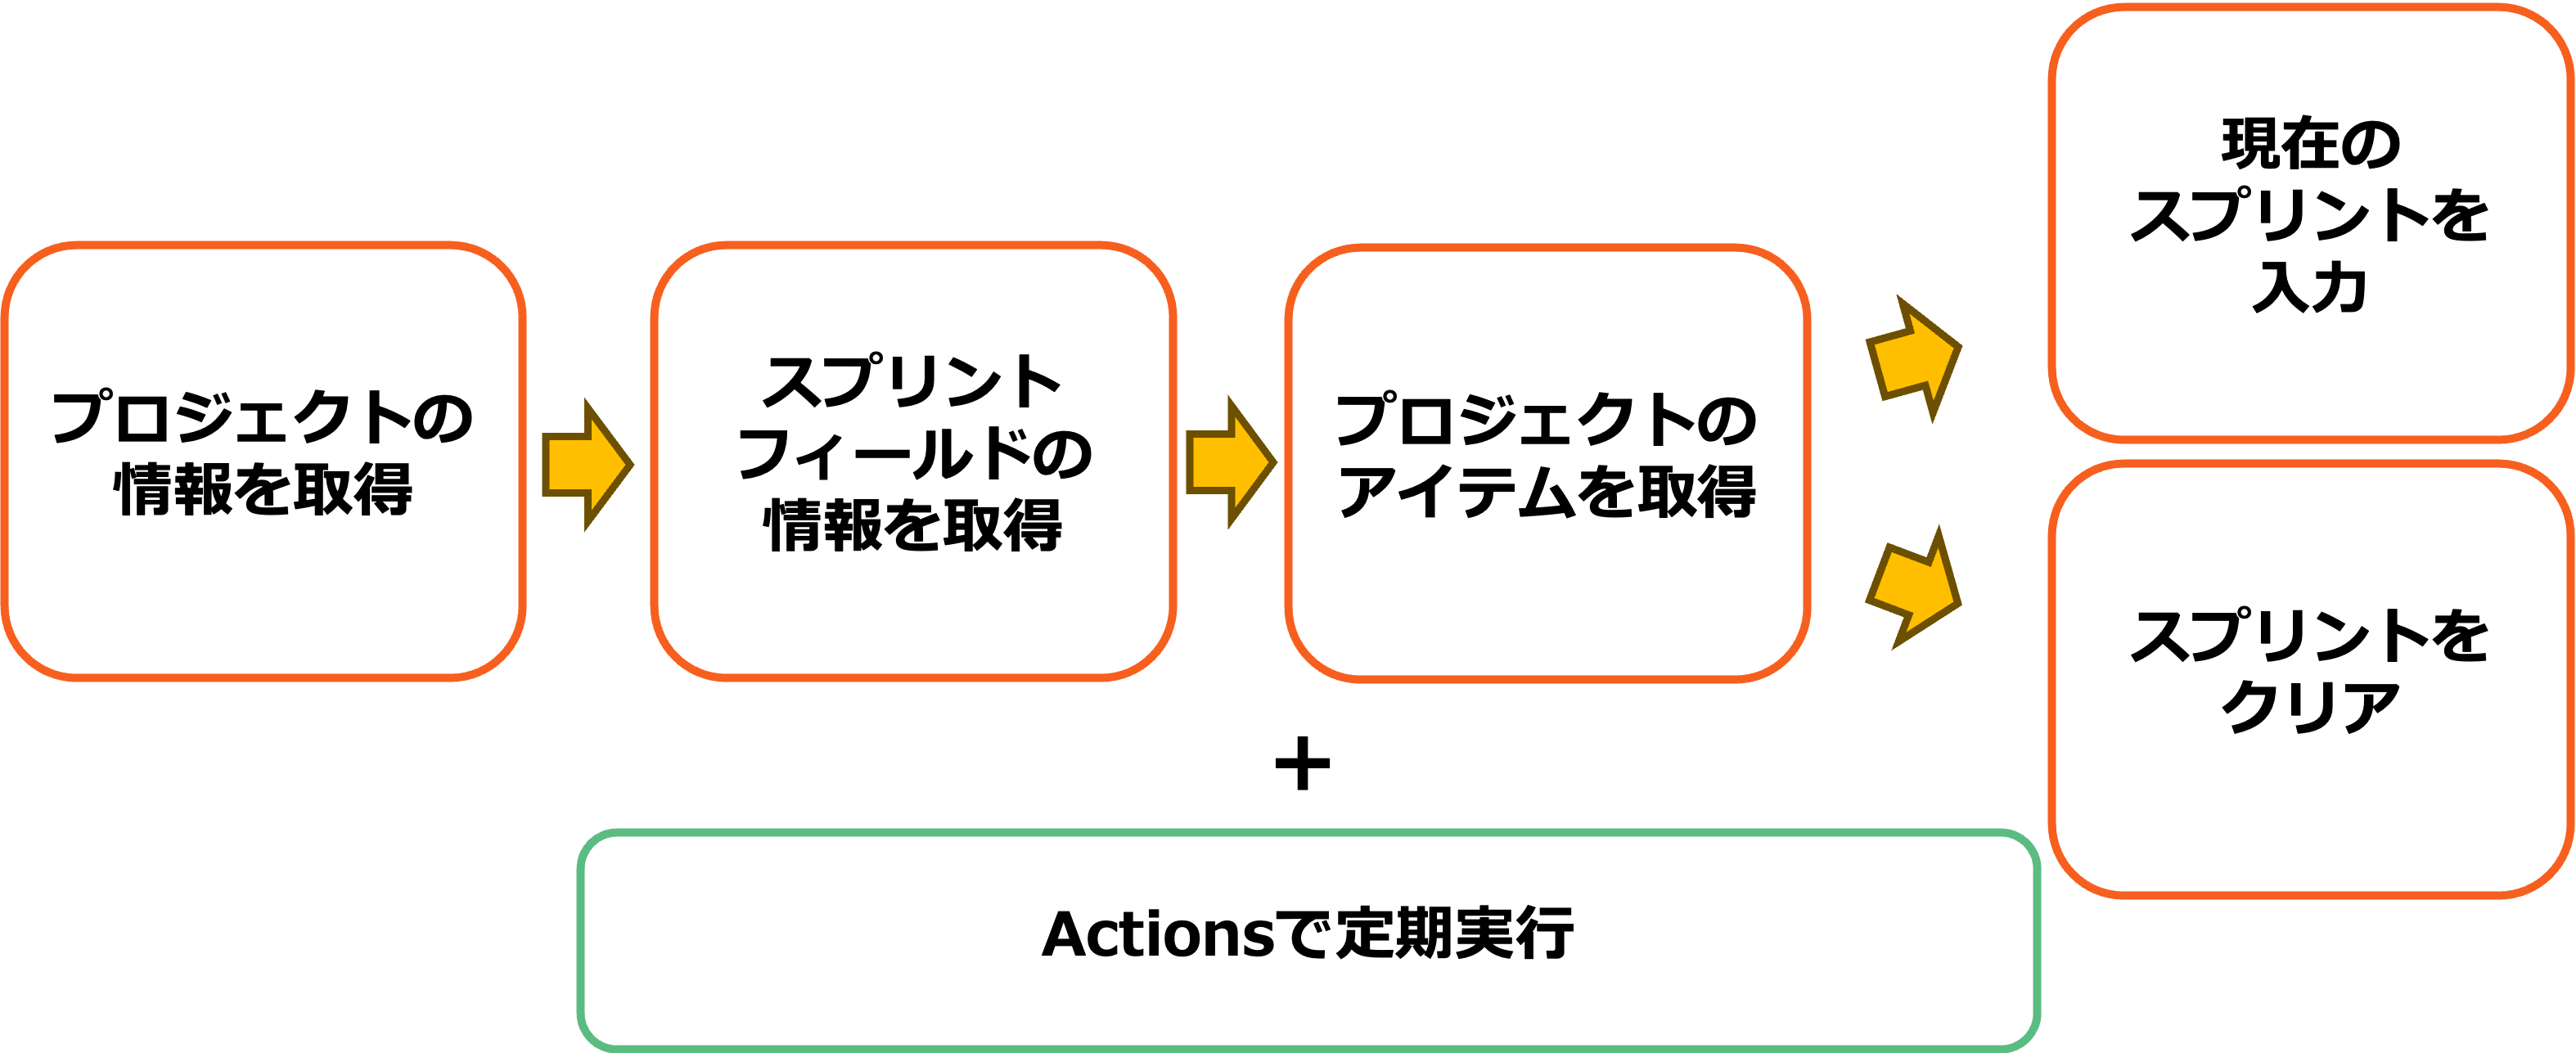 プロジェクトの
情報を取得
スプリント
フィールドの
情報を取得
プロジェクトの
アイテムを取得
現在の
スプリントを
入力
スプリントを
クリア
+
Actionsで定期実行